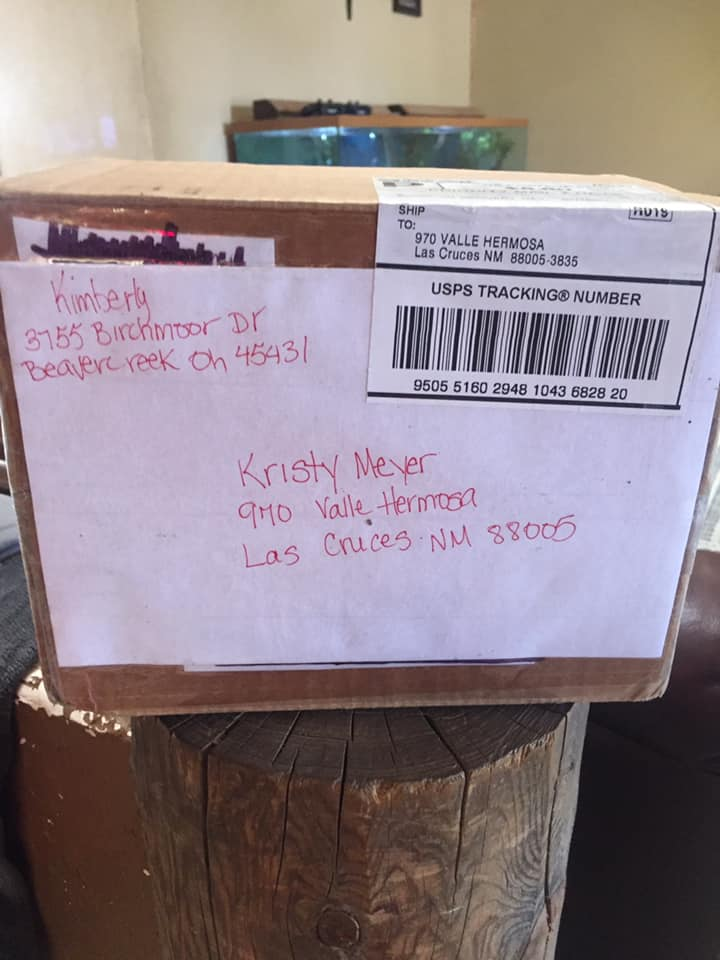 SHIP
TO:
970 VALLE HERMOSA
Las Cruces NM 88005-3835
USPS TRACKING® NUMBER
9505 5160 2948 1043 6828 20
Kimberly
3755 Birchmoor Dr
Beavercreek Oh 45431
Kristy Meyer
970 Valle Hermosa
Las Cruces NM 88005